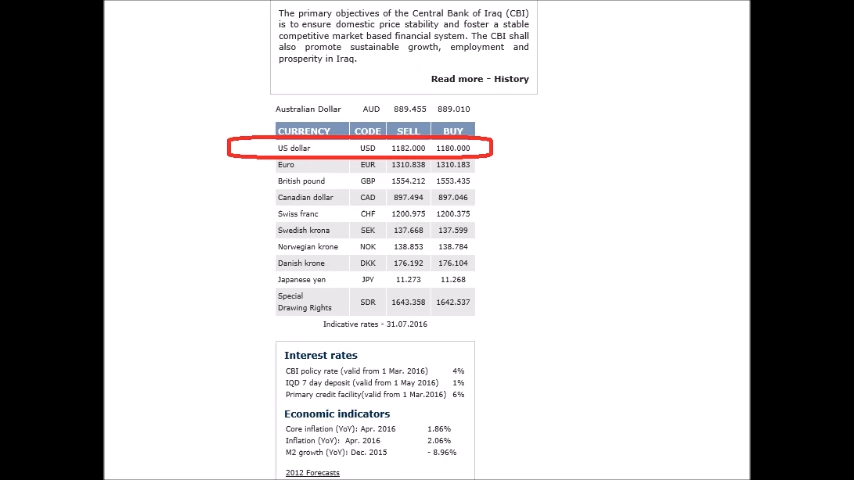 The primary objectives of the Central Bank of Iraq (CBI)
is to ensure domestic price stability and foster a stable
competitive market based financial system. The CBI shall
also promote sustainable growth, employment and
prosperity in Iraq.
Read more - History
Australian Dollar AUD 889.455 889.010
CURRENCY CODE SELL BUY
US dollar USD 1182.000 1180.000
Euro EUR 1310.838 1310.183
British pound GBP 1554.212 1553.435
Canadian dollar CAD 897.494 897.046
Swiss franc CHF 1200.975 1200.375
Swedish krona SEK 137.668 137.599
Norwegian krone NOK 138.853 138.784
Danish krone DKK 176.192 176.104
Japanese yen JPY 11.273 11.268
Special
Drawing Rights SDR 1643.358 1642.537
Indicative rates - 31.07.2016
Interest rates
CBI policy rate (valid from 1 Mar. 2016) 4%
IQD 7 day deposit (valid from 1 May 2016) 1%
Primary credit facility(valid from 1 Mar.2016) 6%
Economic indicators
Core inflation (YoY): Apr. 2016 1.86%
Inflation (YoY): Apr. 2016 2.06%
M2 growth (YoY): Dec. 2015 - 8.96%
2012 Forecasts